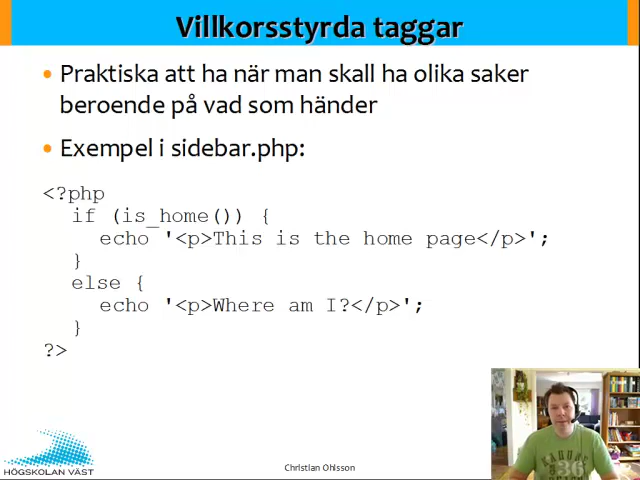 Villkorsstyrda taggar
• Praktiska att ha när man skall ha olika saker
beroende på vad som händer
• Exempel i sidebar.php:
<?php
if (is_home()) {
echo '<p>This is the home page</p>';
}
else {
echo '<p>Where am I?</p>';
}
?>
HÖGSKOLAN VÄST
Christian Ohlsson